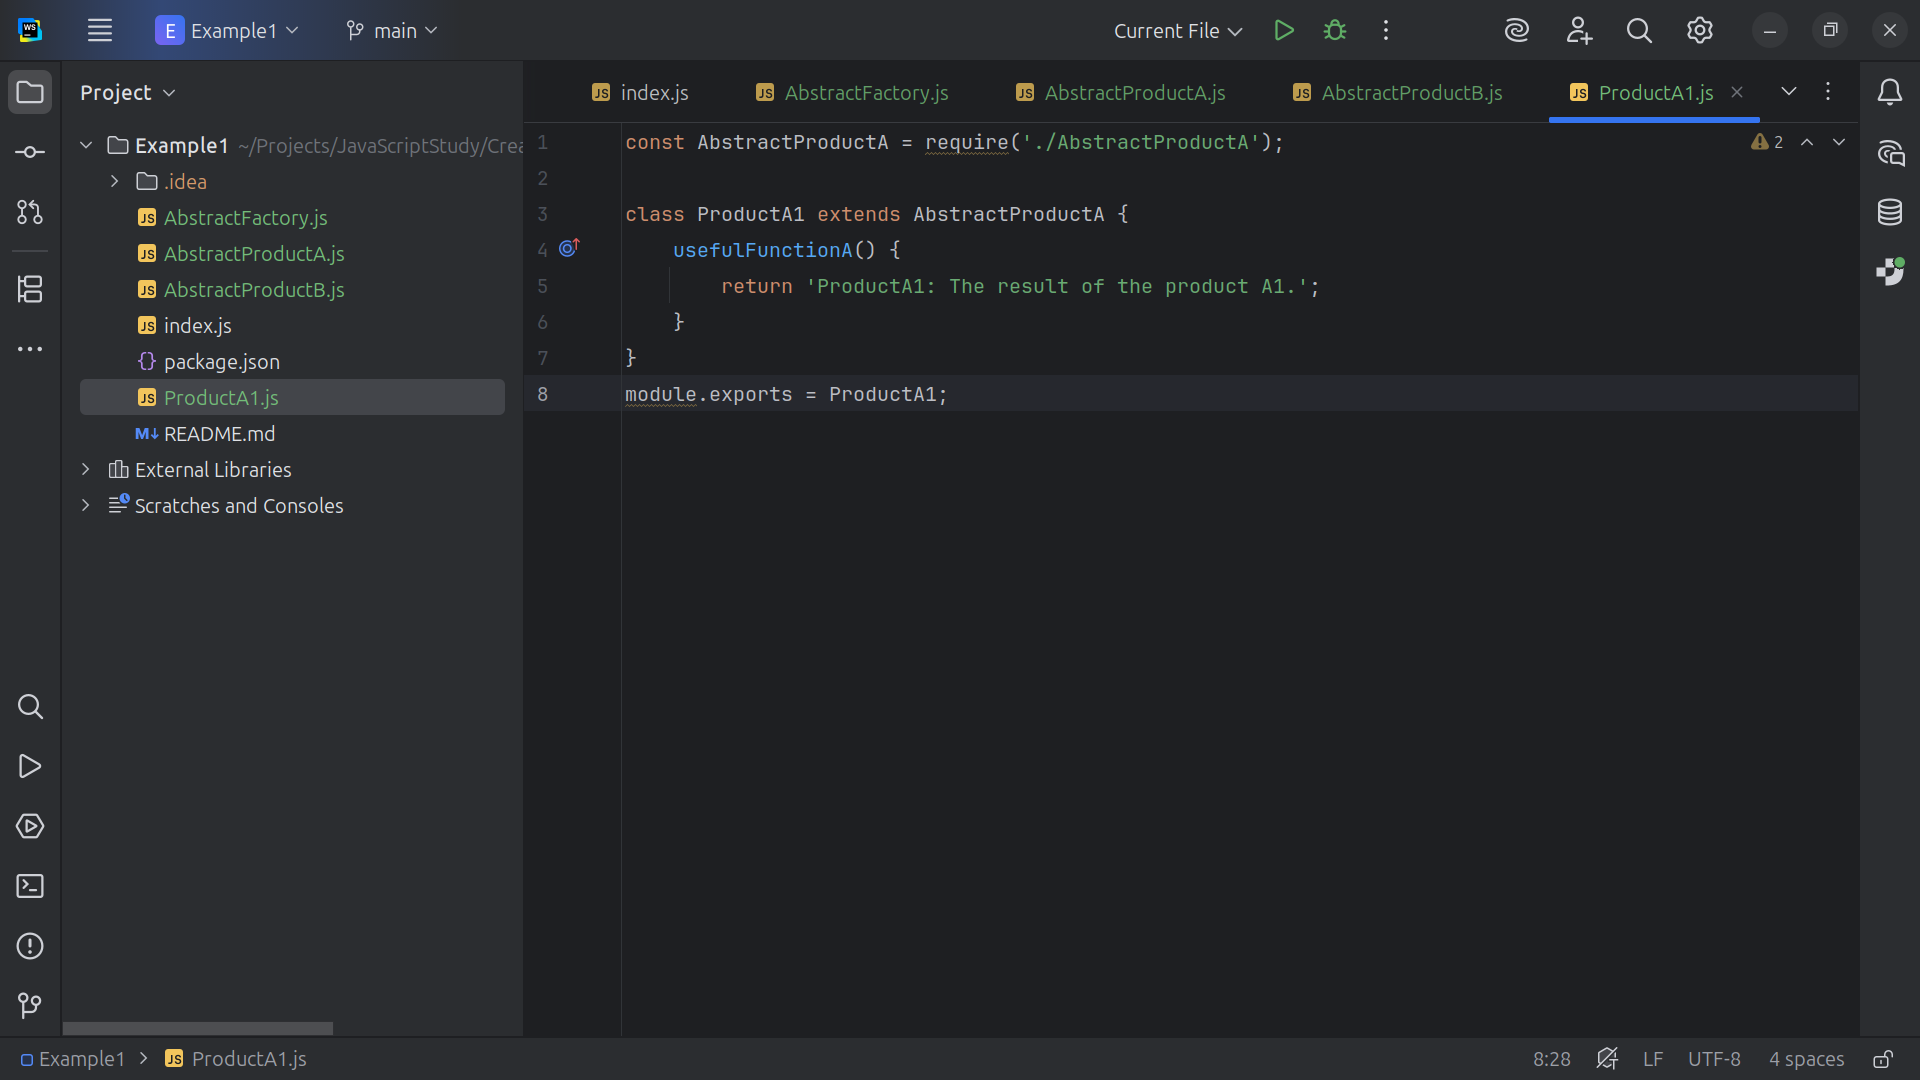 WS
E Example1
main
Current File
Project
index.js
AbstractFactory.js
AbstractProductA.js
AbstractProductB.js
ProductA1.js
Example1 ~/Projects/JavaScriptStudy/Crea
.idea
AbstractFactory.js
AbstractProductA.js
AbstractProductB.js
index.js
package.json
ProductA1.js
README.md
External Libraries
Scratches and Consoles
1 const AbstractProductA = require('./AbstractProductA');
2
3 class ProductA1 extends AbstractProductA {
4     usefulFunctionA() {
5         return 'ProductA1: The result of the product A1.';
6     }
7 }
8 module.exports = ProductA1;
2
Example1
JS ProductA1.js
8:28
LF
UTF-8
4 spaces